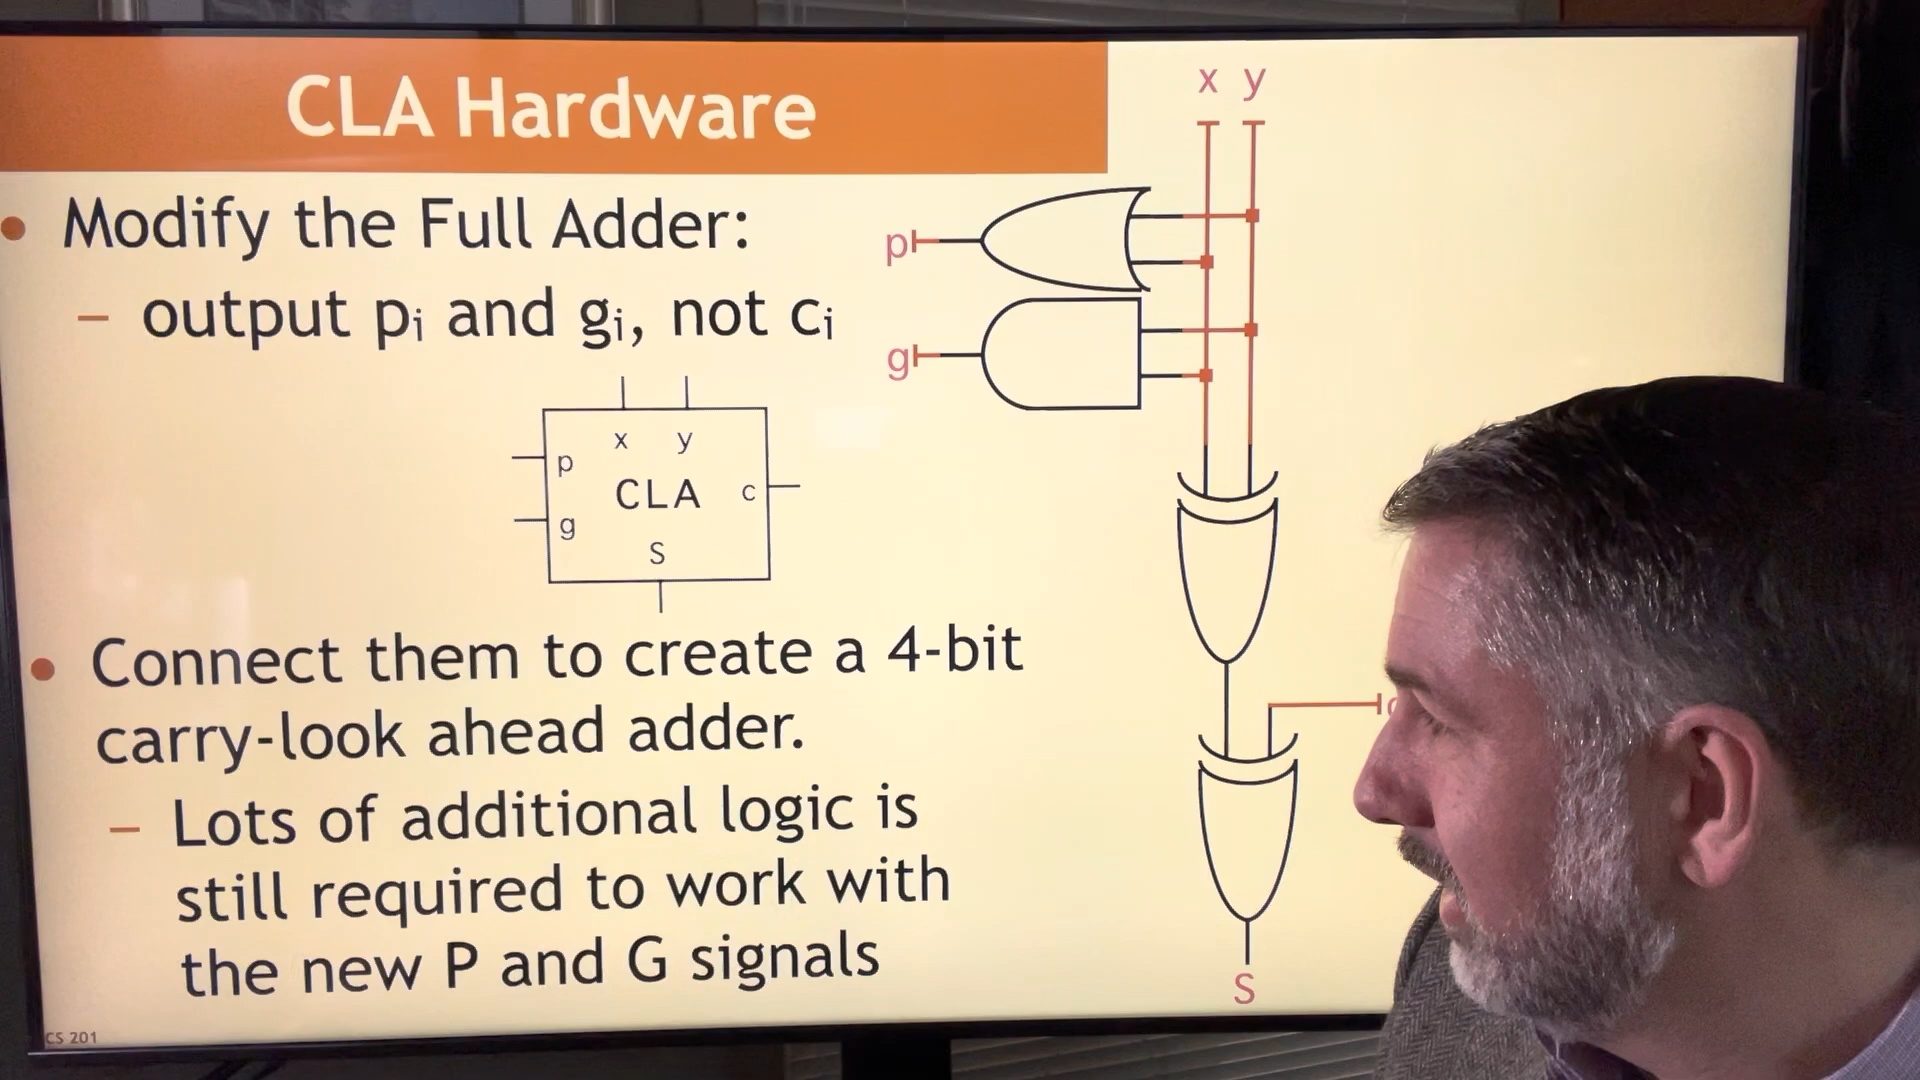 CLA Hardware
x y
• Modify the Full Adder:
– output pᵢ and gᵢ, not cᵢ
p
g
x y
p
CLA c
g
S
• Connect them to create a 4-bit
carry-look ahead adder.
– Lots of additional logic is
still required to work with
the new P and G signals
S
CS 201